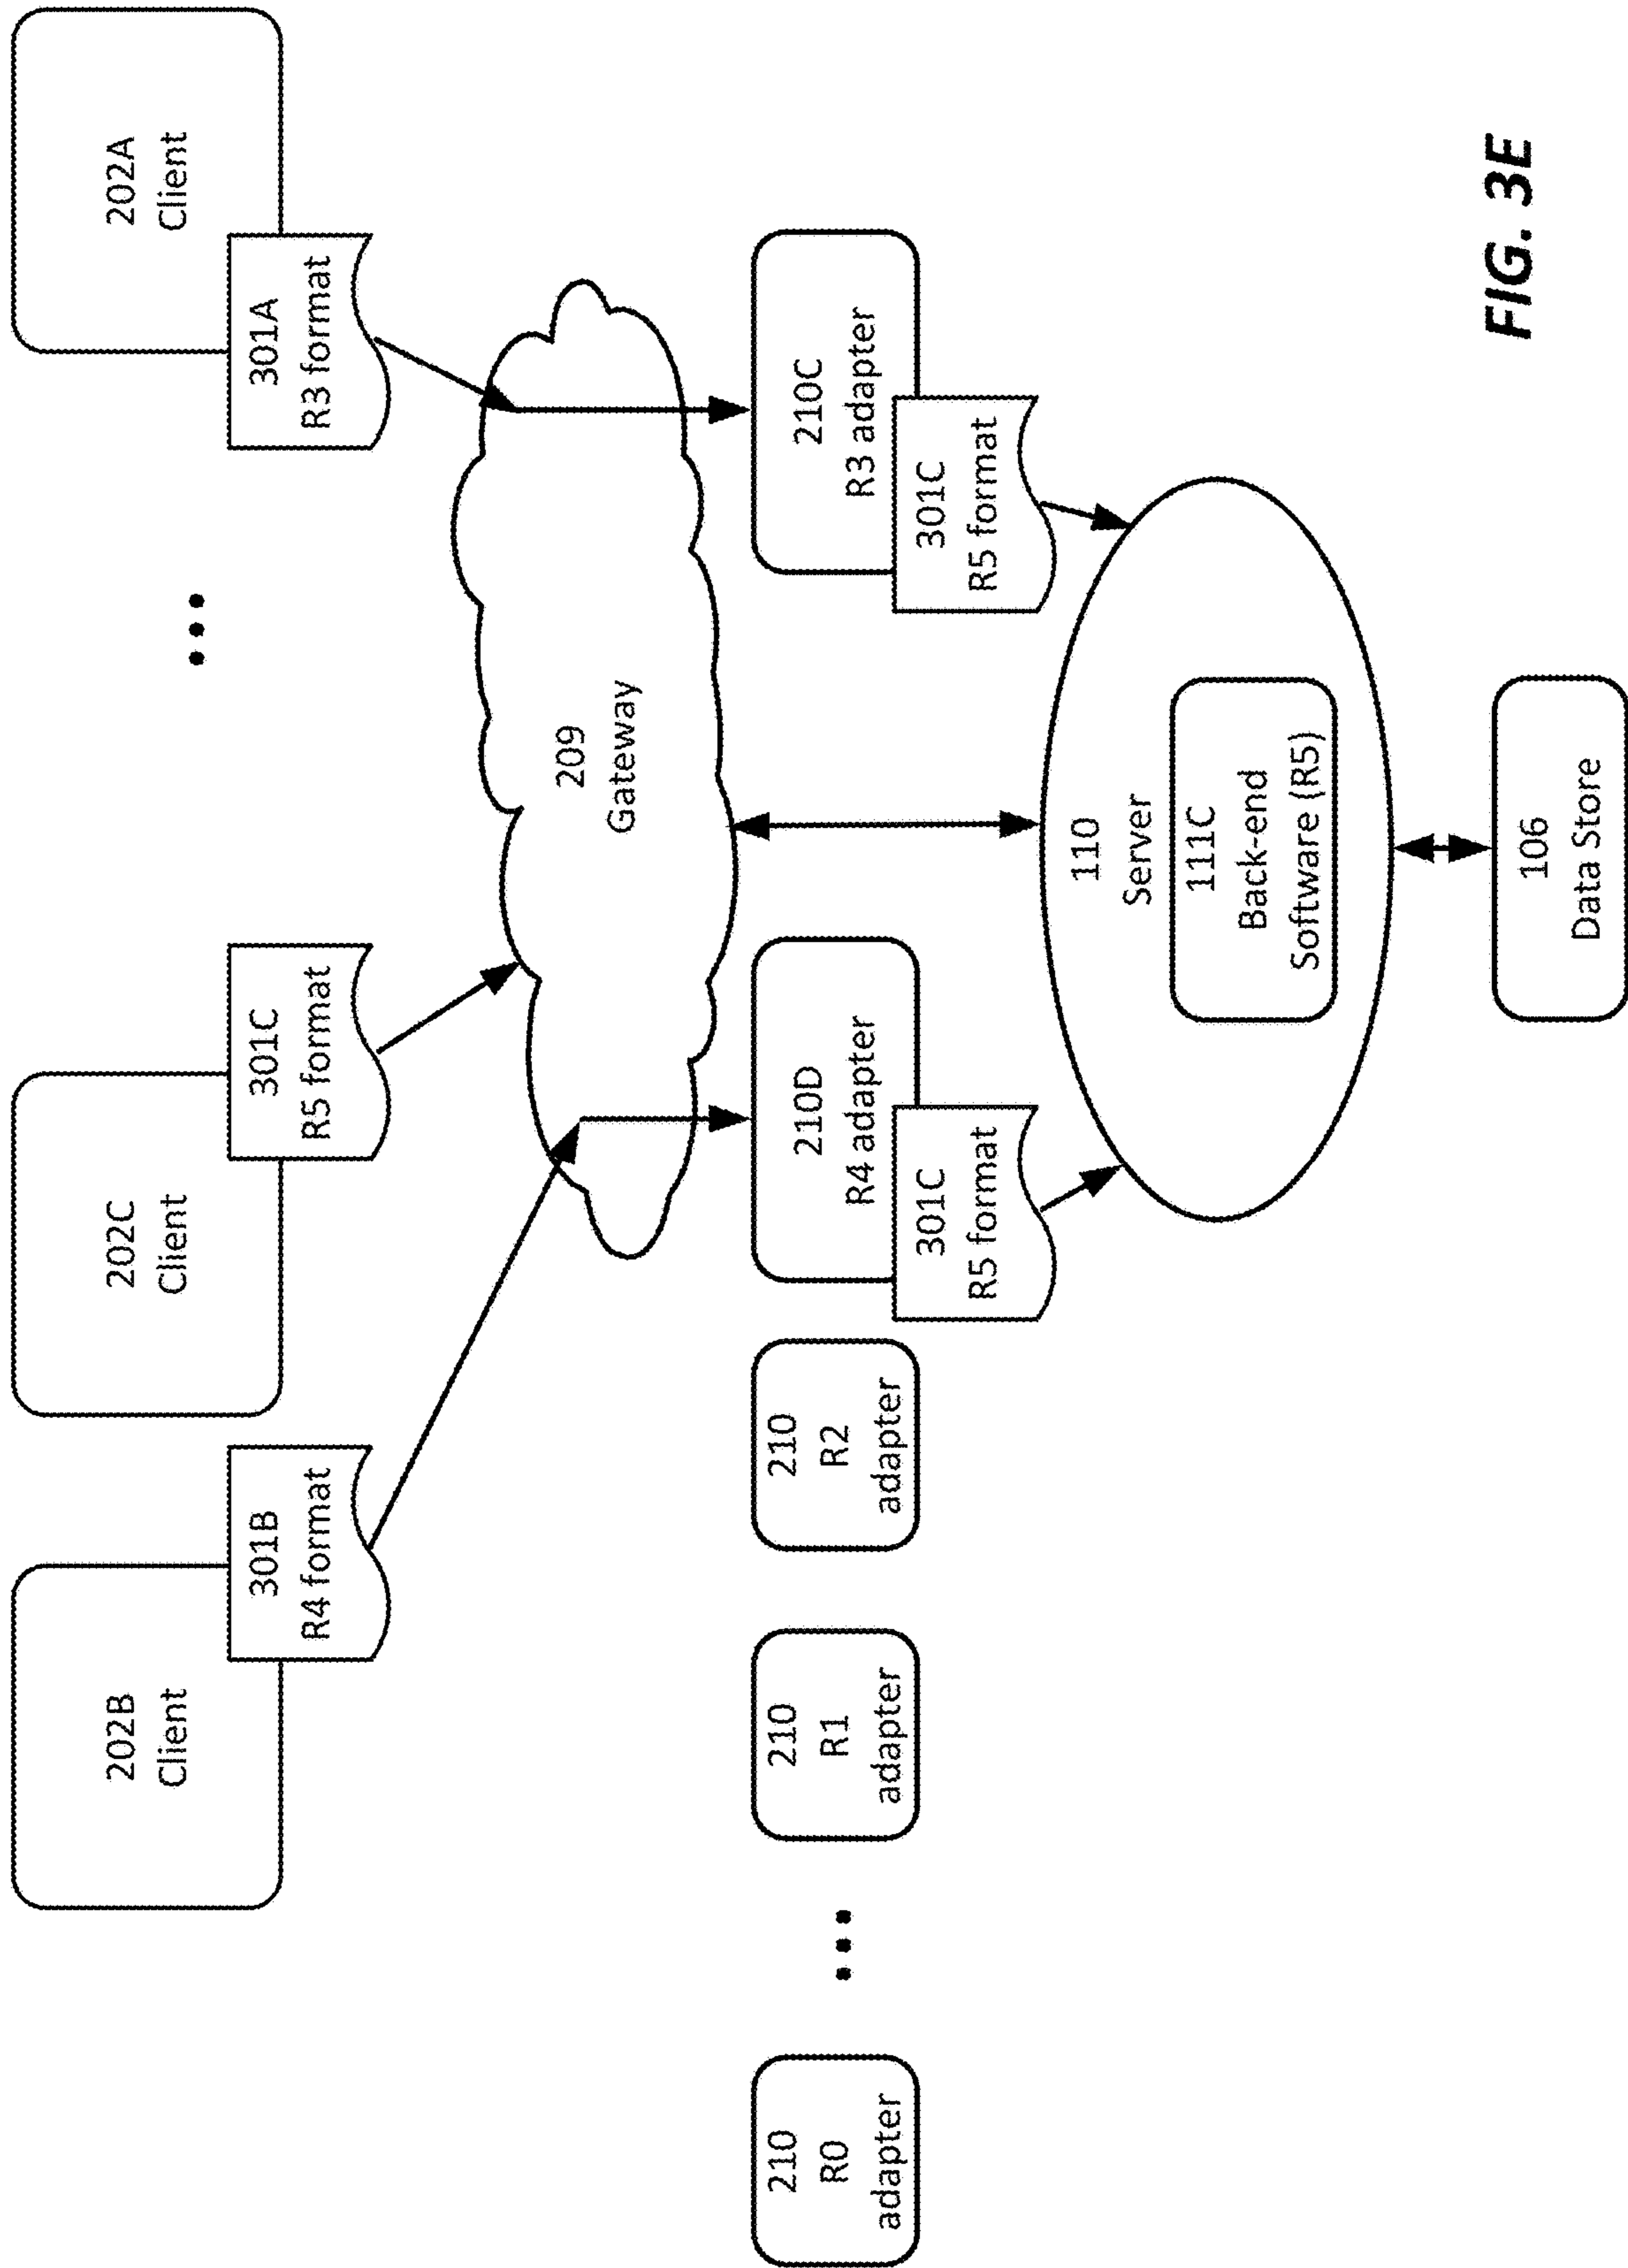 202B
Client
202C
Client
...
202A
Client
301B
R4 format
301C
R5 format
301A
R3 format
209
Gateway
210
R0
adapter
...
210
R1
adapter
210
R2
adapter
210D
R4 adapter
301C
R5 format
210C
R3 adapter
301C
R5 format
110
Server
111C
Back-end
Software (R5)
106
Data Store
FIG. 3E